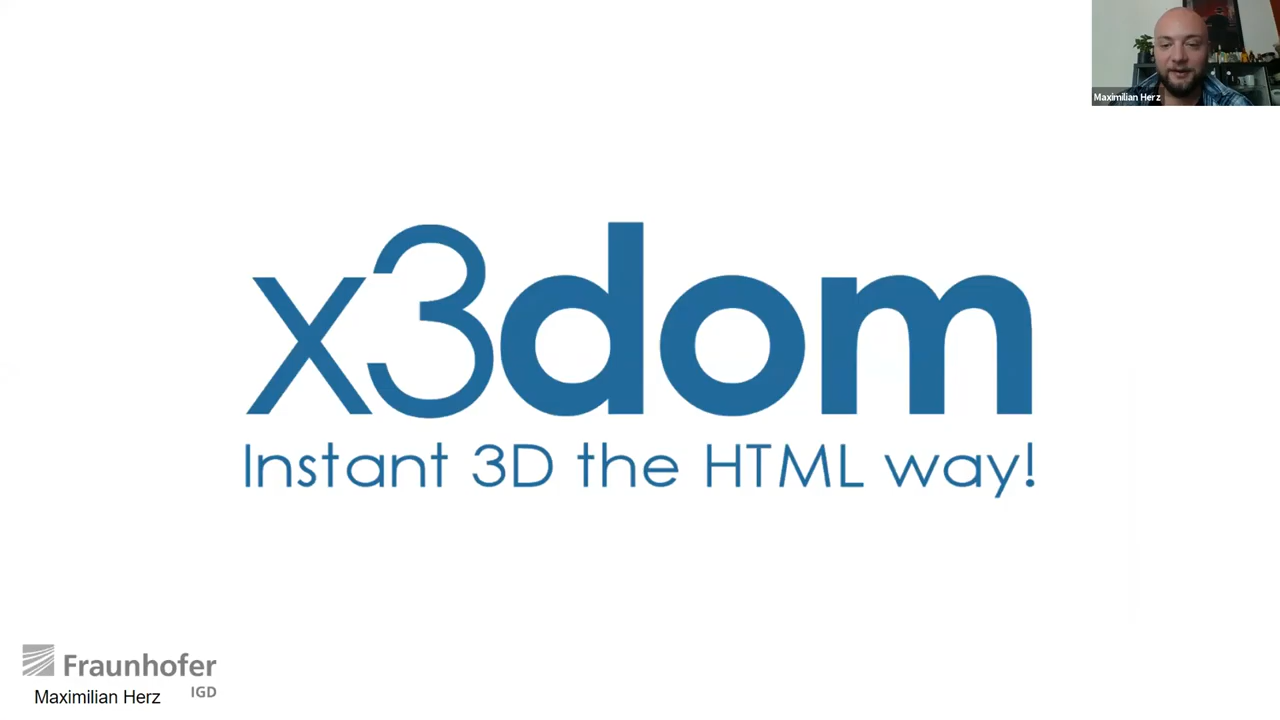 Maximilian Herz
x3dom
Instant 3D the HTML way!
Fraunhofer
IGD
Maximilian Herz